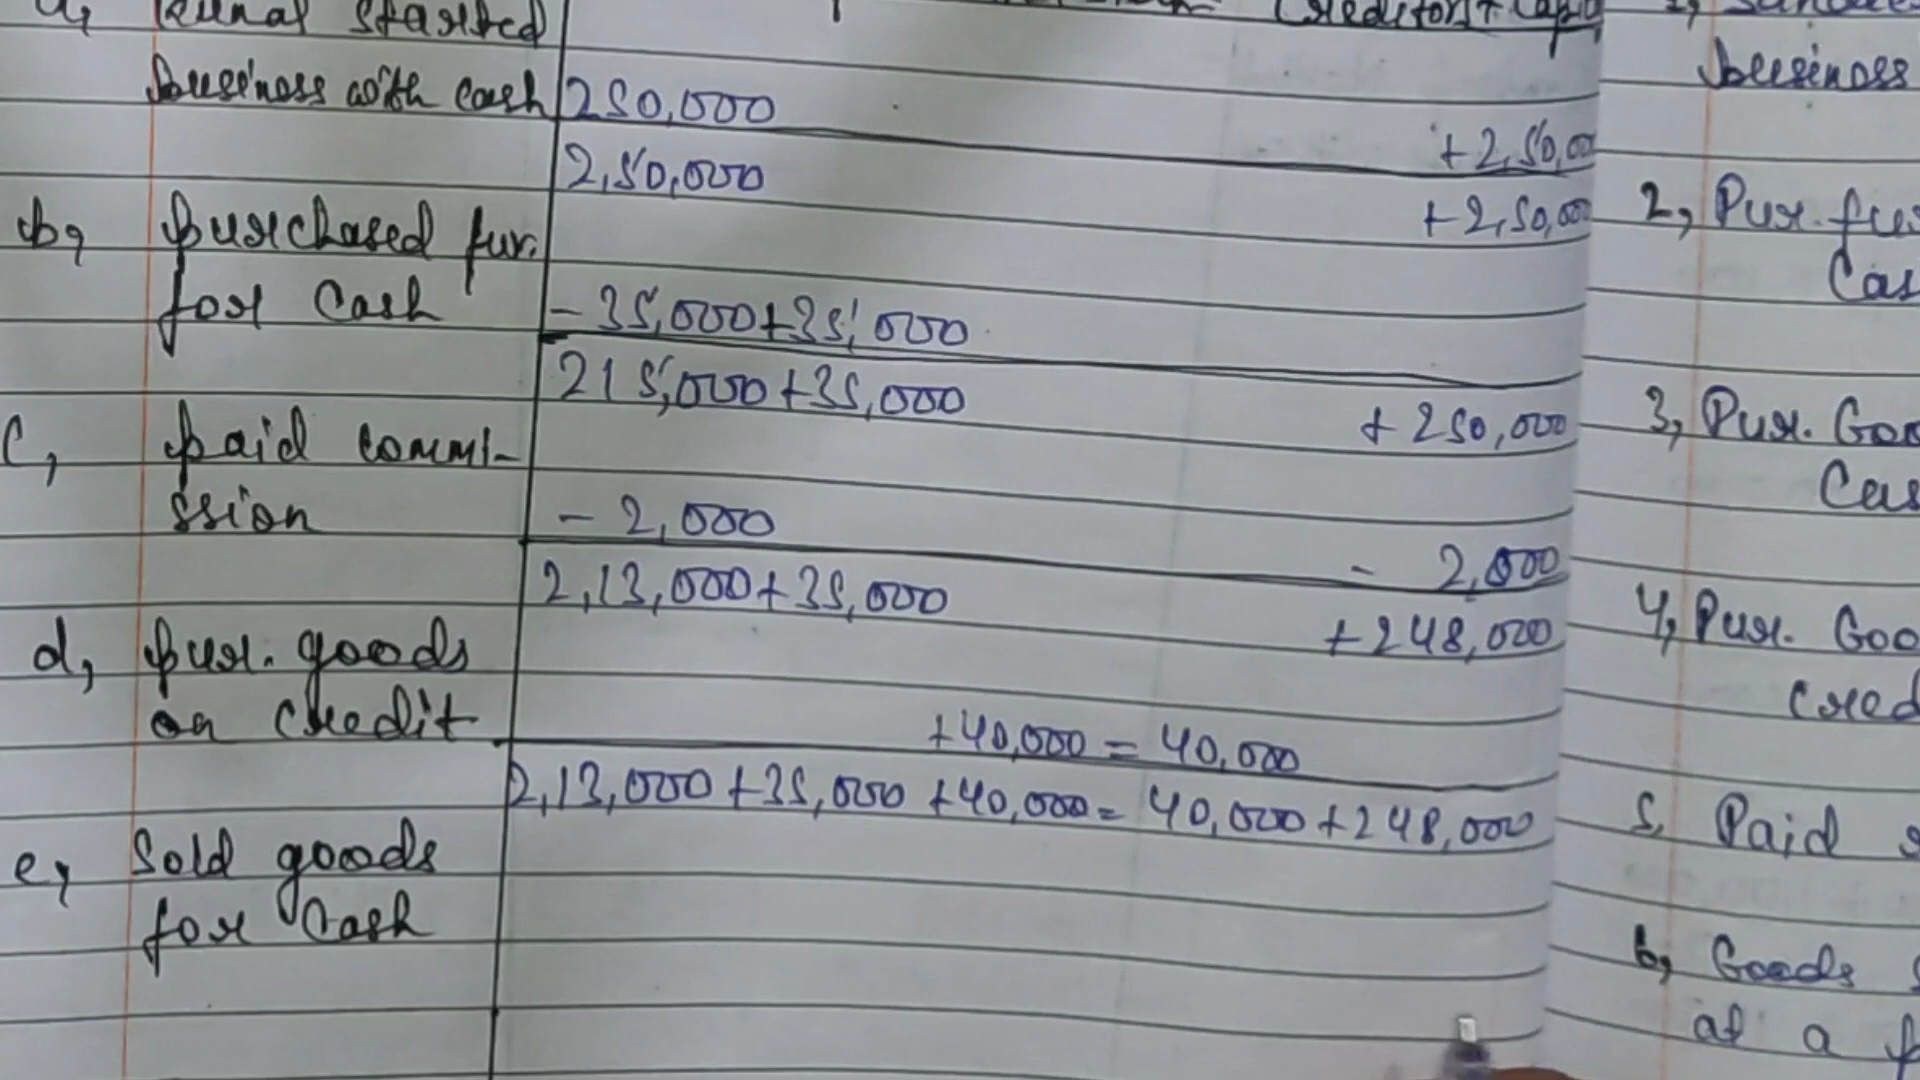 a, Kunal started
Creditors + Cap
business with cash 250,000
+2,50,00
2,50,000
+2,50,000
b, purchased fur.
for Cash - 35,000+35,000
215,000+35,000
+ 250,000
c, paid commi-
ssion - 2,000
- 2,000
2,13,000+35,000
+248,000
d, pur. goods
on credit +40,000 = 40,000
2,13,000 +35,000 +40,000= 40,000+248,000
e, Sold goods
for Cash
business
2, Pur. fur
Cas
3, Pur. Goo
Cas
4, Pur. Goo
Cred
5, Paid
6, Goods
at a p